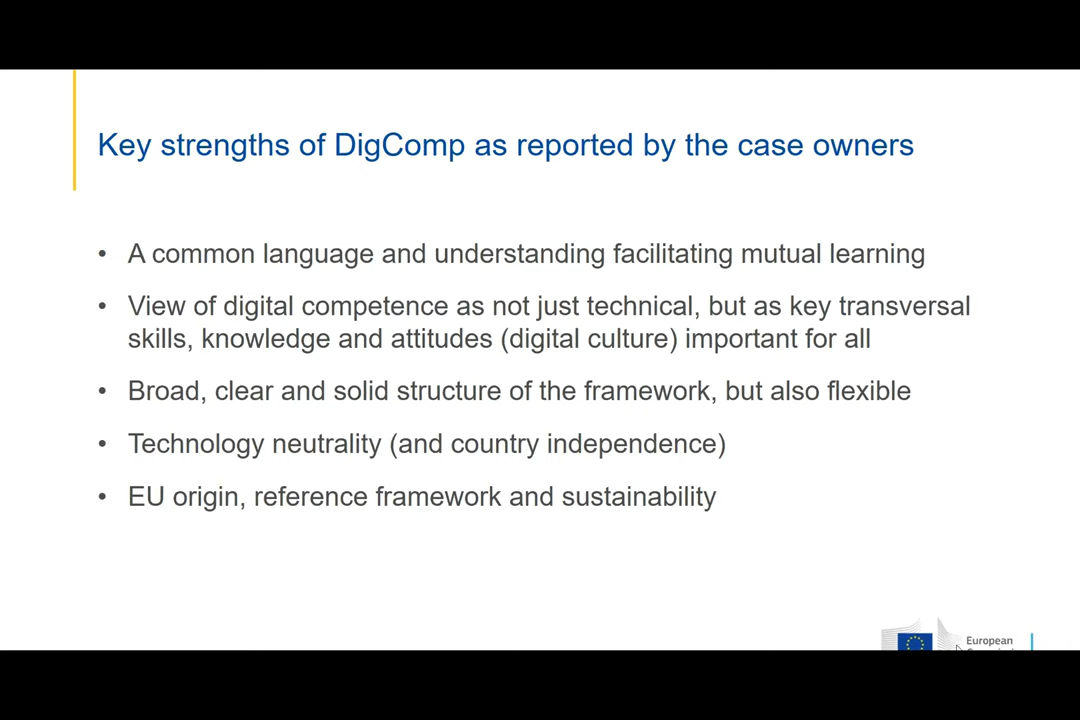 Key strengths of DigComp as reported by the case owners
• A common language and understanding facilitating mutual learning
• View of digital competence as not just technical, but as key transversal
skills, knowledge and attitudes (digital culture) important for all
• Broad, clear and solid structure of the framework, but also flexible
• Technology neutrality (and country independence)
• EU origin, reference framework and sustainability
European